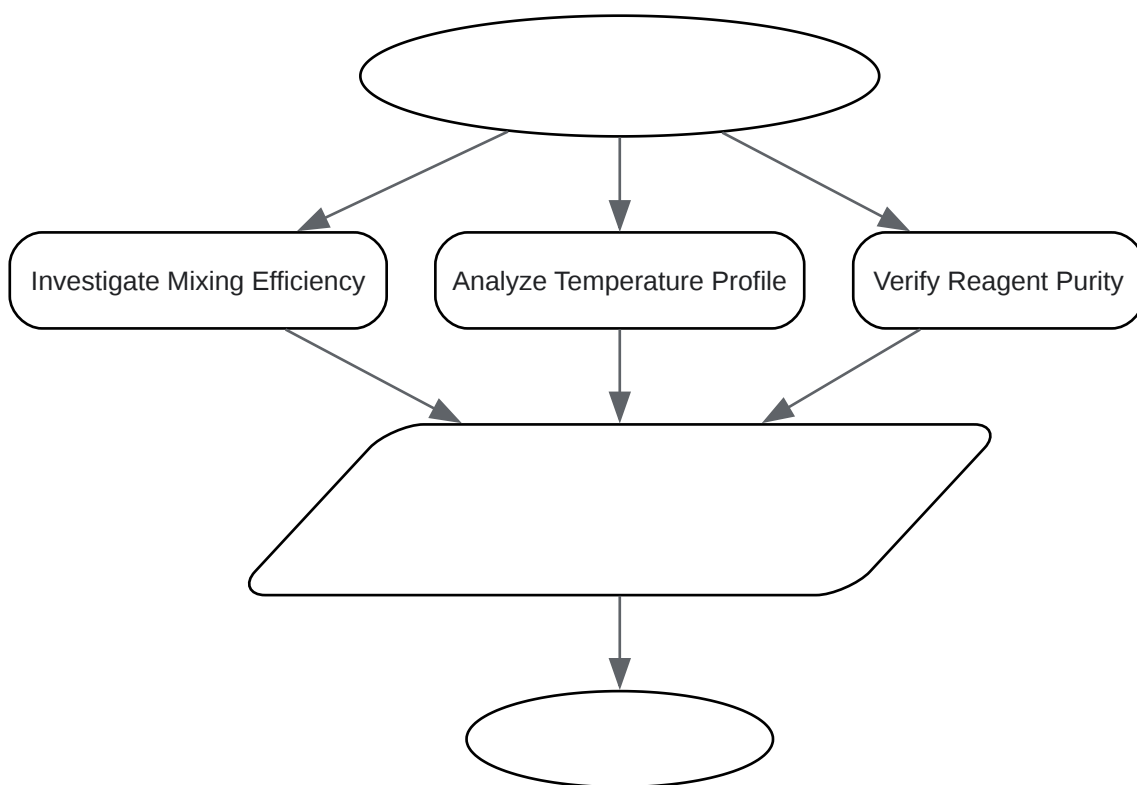 Investigate Mixing Efficiency
Analyze Temperature Profile
Verify Reagent Purity